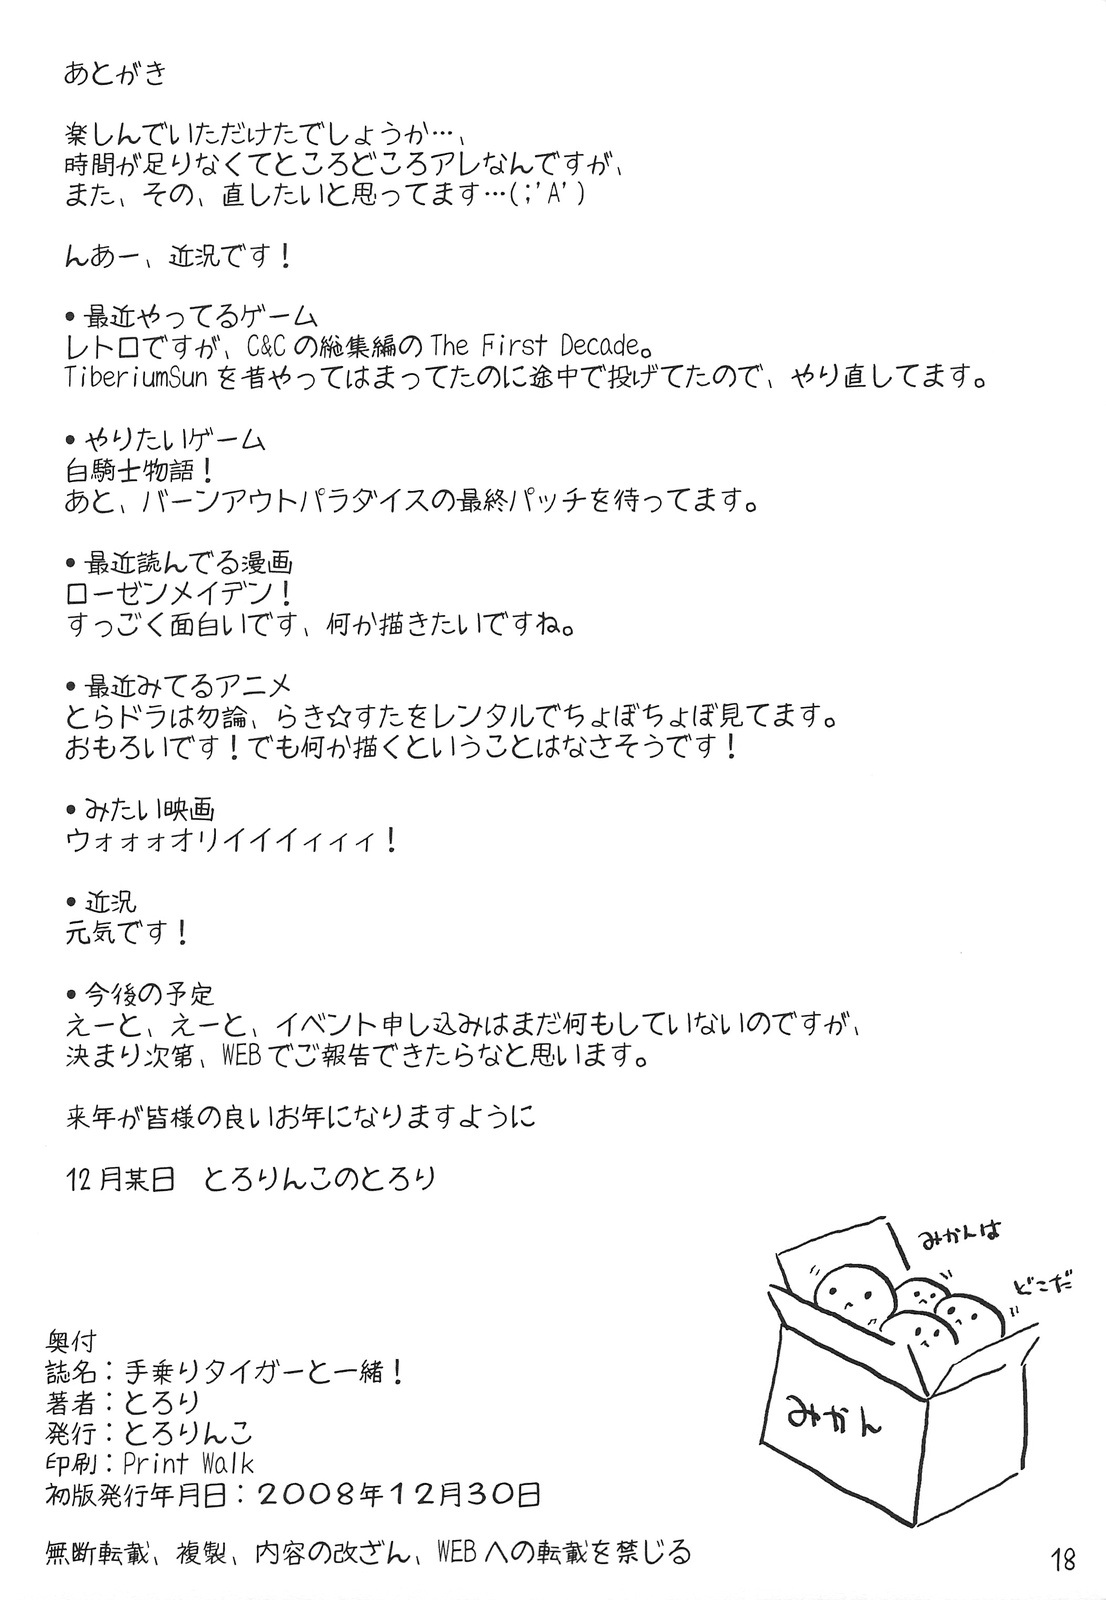 あとがき
楽しんでいただけたでしょうか…、
時間が足りなくてところどころアレなんですが、
また、その、直したいと思ってます…(;'A')
んあー、近況です！
•最近やってるゲーム
レトロですが、C&Cの総集編のThe First Decade。
TiberiumSunを昔やってはまってたのに途中で投げてたので、やり直してます。
•やりたいゲーム
白騎士物語！
あと、バーンアウトパラダイスの最終パッチを待ってます。
•最近読んでる漫画
ローゼンメイデン！
すっごく面白いです、何か描きたいですね。
•最近みてるアニメ
とらドラは勿論、らき☆すたをレンタルでちょぼちょぼ見てます。
おもろいです！でも何か描くということはなさそうです！
•みたい映画
ウォォォオリイイイィィィ！
•近況
元気です！
•今後の予定
えーと、えーと、イベント申し込みはまだ何もしていないのですが、
決まり次第、WEBでご報告できたらなと思います。
来年が皆様の良いお年になりますように
12月某日　とろりんこのとろり
みかんは
どこだ
みかん
奥付
誌名：手乗りタイガーと一緒！
著者：とろり
発行：とろりんこ
印刷：Print Walk
初版発行年月日：２００８年１２月３０日
無断転載、複製、内容の改ざん、WEBへの転載を禁じる
18